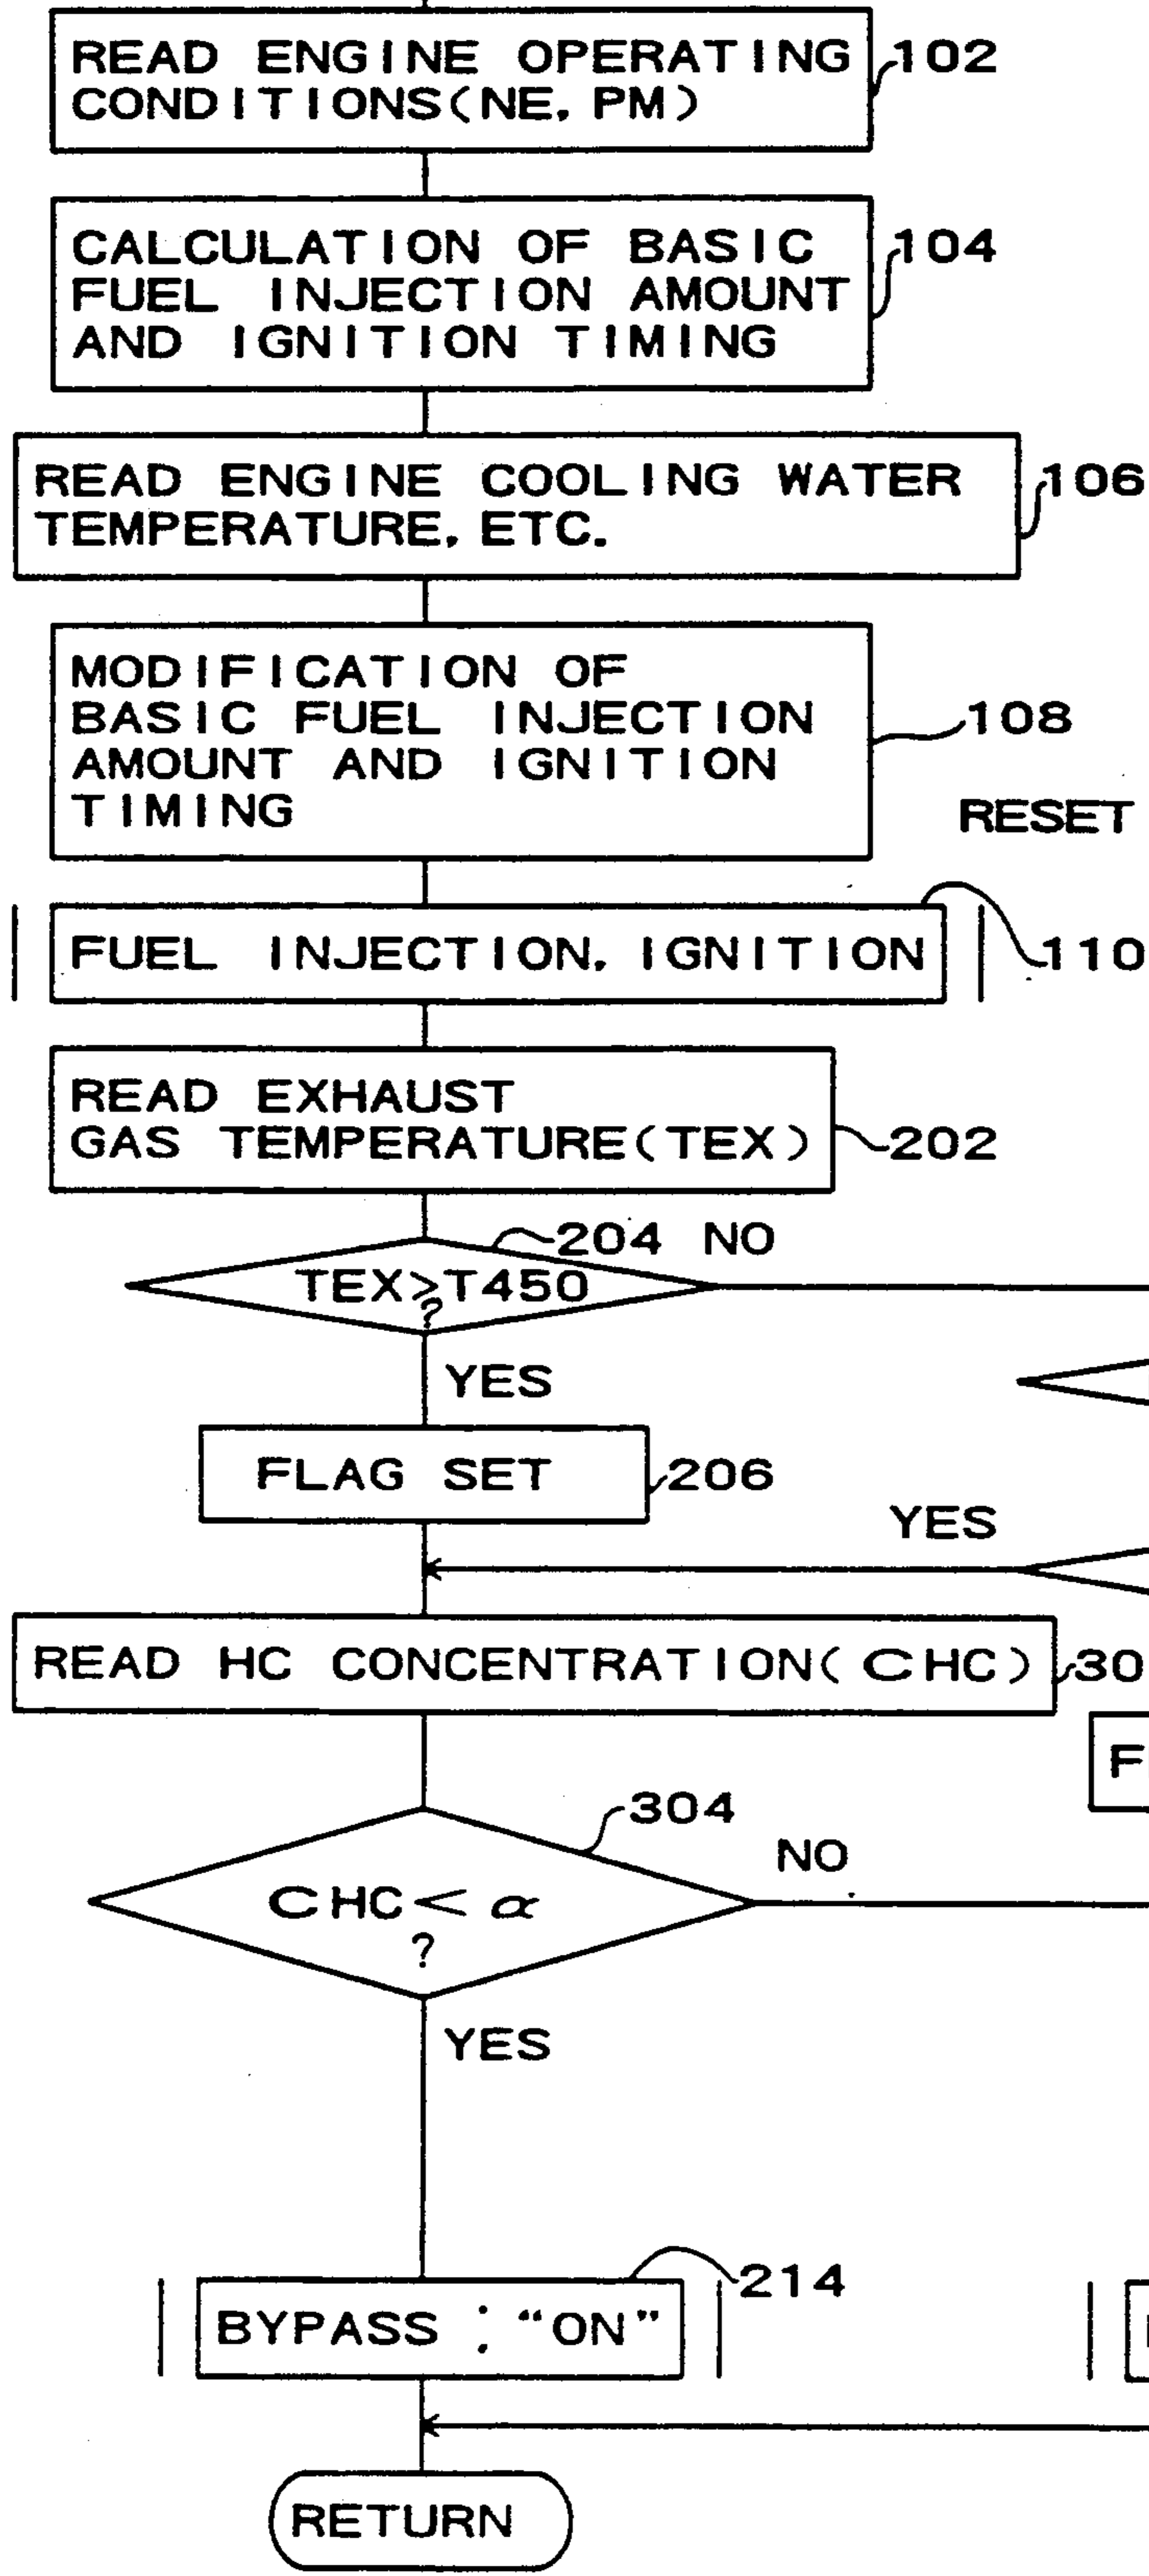 READ ENGINE OPERATING
CONDITIONS(NE, PM)
102
CALCULATION OF BASIC
FUEL INJECTION AMOUNT
AND IGNITION TIMING
104
READ ENGINE COOLING WATER
TEMPERATURE, ETC.
106
MODIFICATION OF
BASIC FUEL INJECTION
AMOUNT AND IGNITION
TIMING
108
RESET
FUEL INJECTION, IGNITION
110
READ EXHAUST
GAS TEMPERATURE(TEX)
202
204
NO
TEX≥T450
?
YES
FLAG SET
206
YES
READ HC CONCENTRATION(CHC)
30
304
NO
CHC<α
?
YES
214
BYPASS : “ON”
RETURN